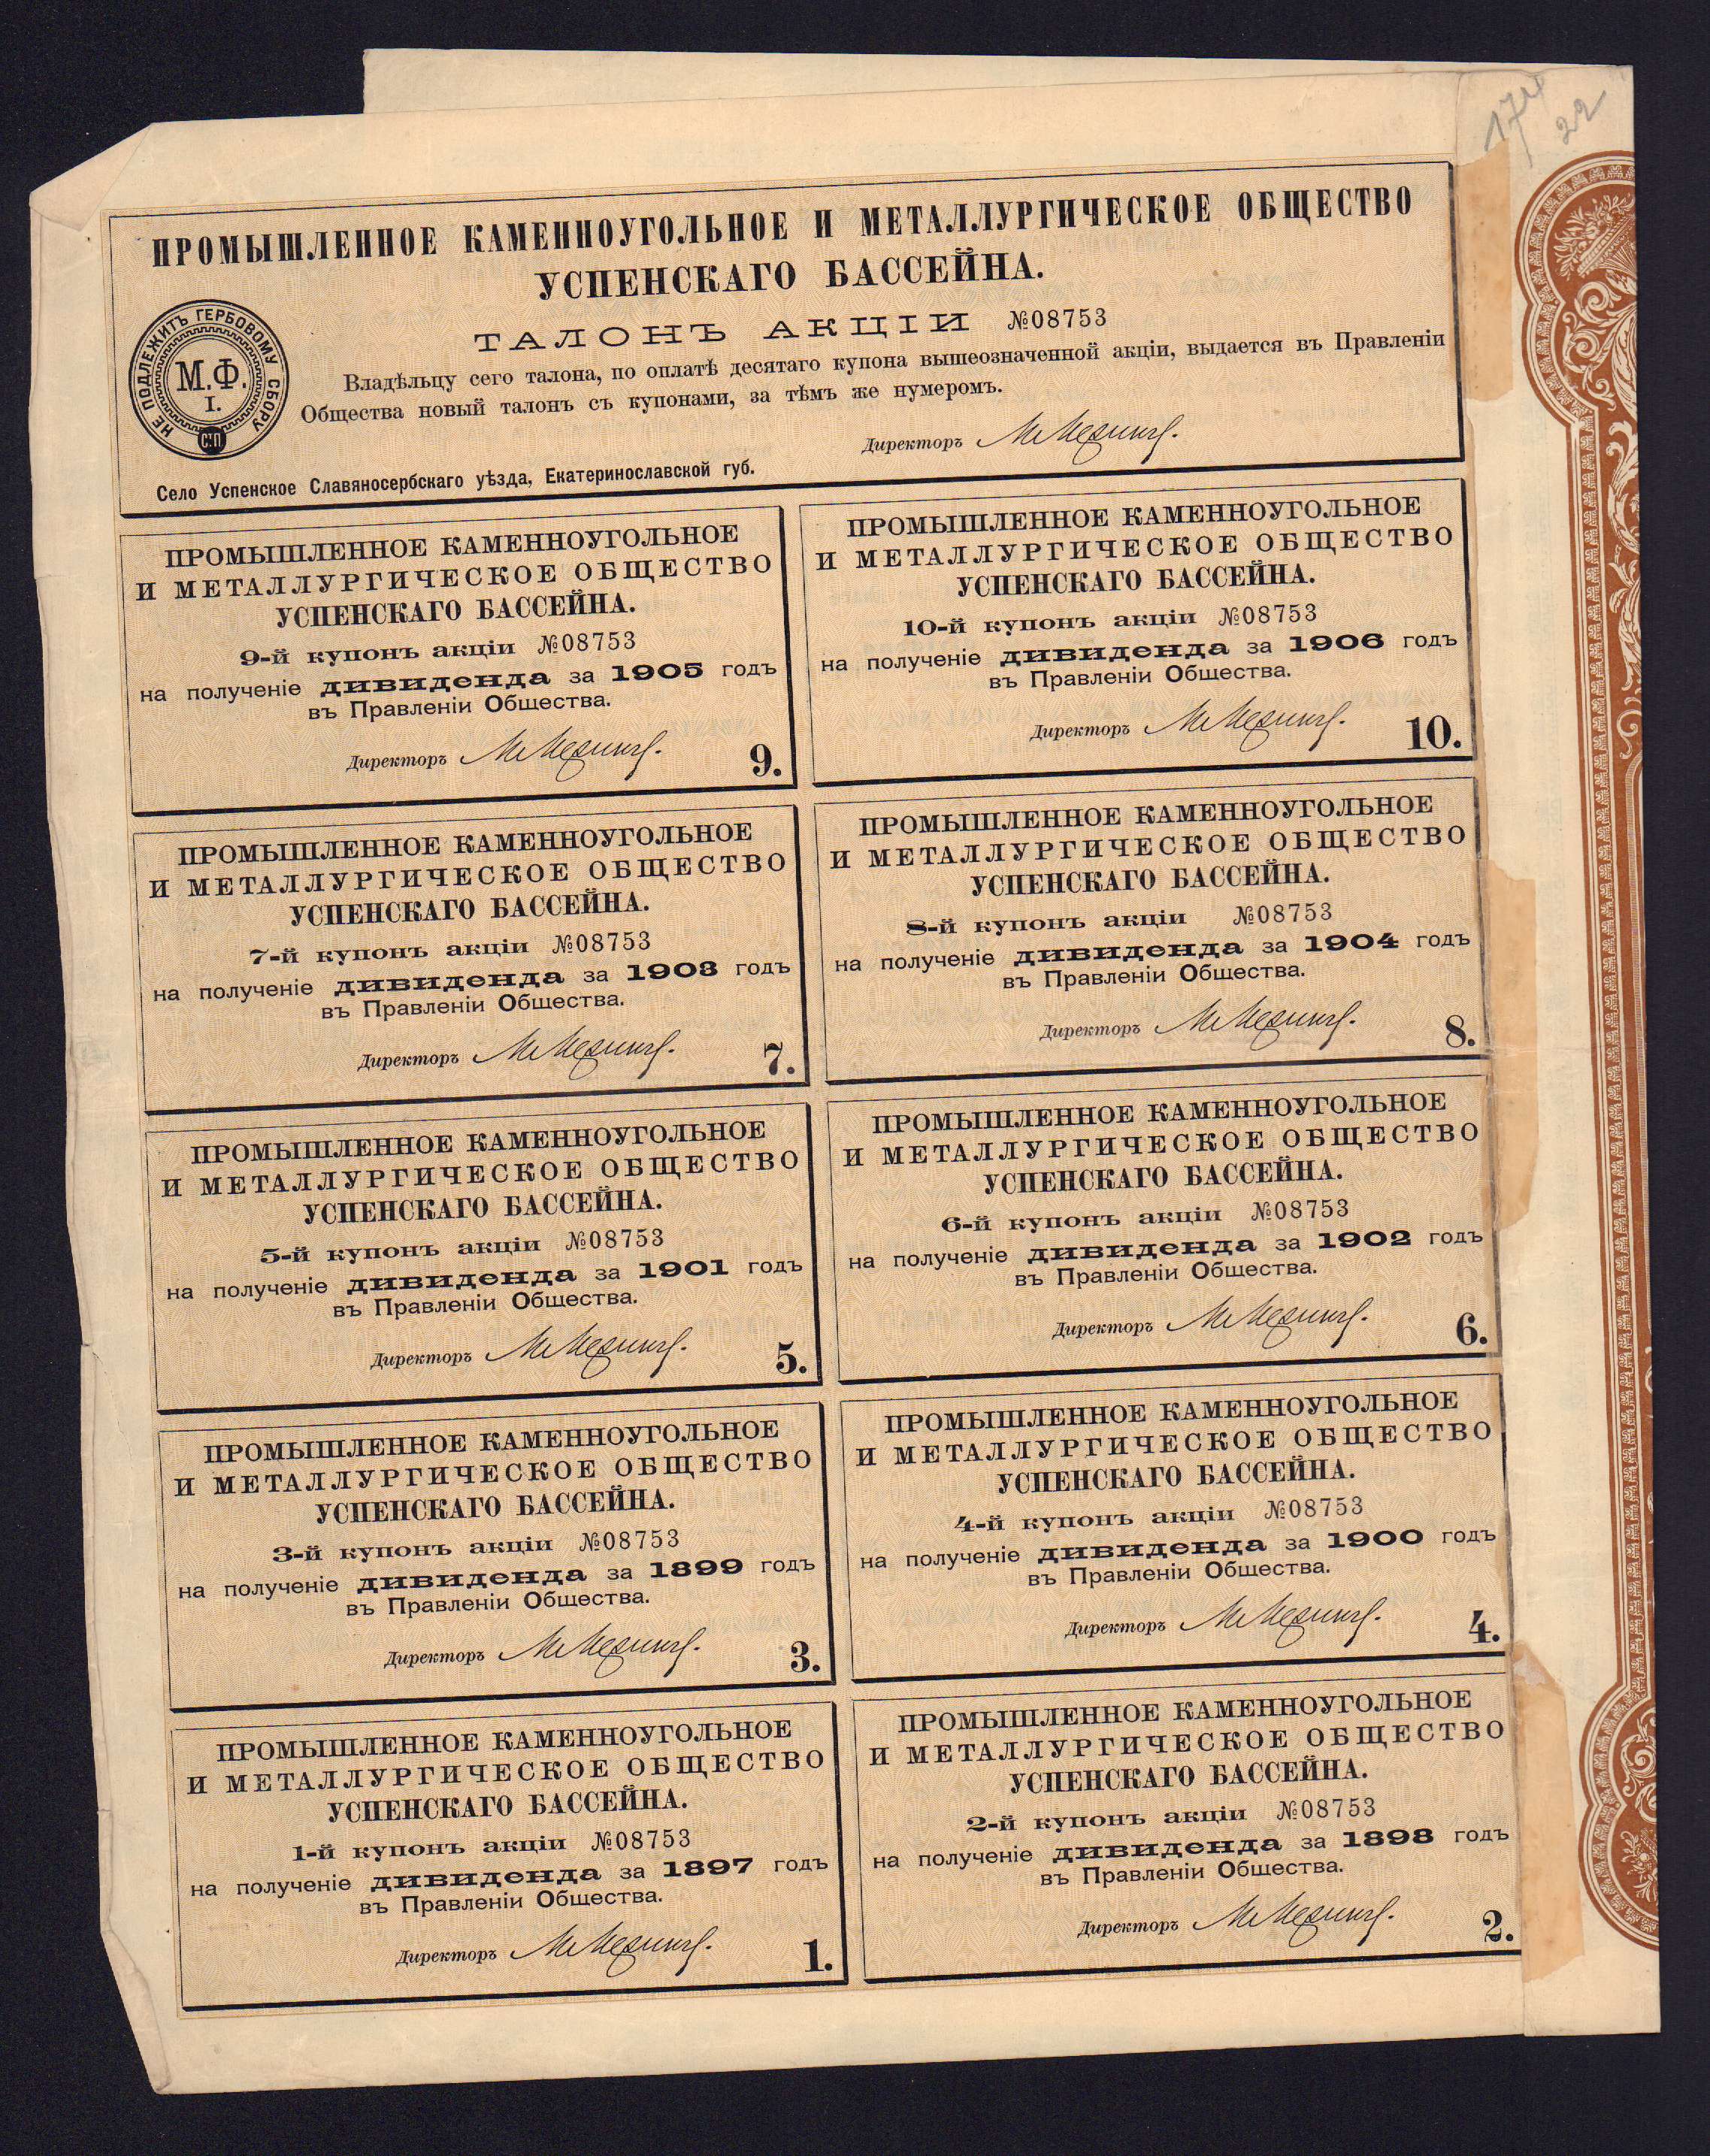 174
22
ПРОМЫШЛЕННОЕ КАМЕННОУГОЛЬНОЕ И МЕТАЛЛУРГИЧЕСКОЕ ОБЩЕСТВО
УСПЕНСКАГО БАССЕЙНА.
ТАЛОНЪ АКЦІИ №08753
Владѣльцу сего талона, по оплатѣ десятаго купона вышеозначенной акціи, выдается въ Правленіи
Общества новый талонъ съ купонами, за тѣмъ же нумеромъ.
НЕ ПОДЛЕЖИТЪ ГЕРБОВОМУ СБОРУ
М.Ф.
I.
СПП
Директоръ
Село Успенское Славяносербскаго уѣзда, Екатеринославской губ.
ПРОМЫШЛЕННОЕ КАМЕННОУГОЛЬНОЕ
И МЕТАЛЛУРГИЧЕСКОЕ ОБЩЕСТВО
УСПЕНСКАГО БАССЕЙНА.
9-й купонъ акціи №08753
на полученіе дивиденда за 1905 годъ
въ Правленіи Общества.
Директоръ
9.
ПРОМЫШЛЕННОЕ КАМЕННОУГОЛЬНОЕ
И МЕТАЛЛУРГИЧЕСКОЕ ОБЩЕСТВО
УСПЕНСКАГО БАССЕЙНА.
10-й купонъ акціи №08753
на полученіе дивиденда за 1906 годъ
въ Правленіи Общества.
Директоръ
10.
ПРОМЫШЛЕННОЕ КАМЕННОУГОЛЬНОЕ
И МЕТАЛЛУРГИЧЕСКОЕ ОБЩЕСТВО
УСПЕНСКАГО БАССЕЙНА.
7-й купонъ акціи №08753
на полученіе дивиденда за 1903 годъ
въ Правленіи Общества.
Директоръ
7.
ПРОМЫШЛЕННОЕ КАМЕННОУГОЛЬНОЕ
И МЕТАЛЛУРГИЧЕСКОЕ ОБЩЕСТВО
УСПЕНСКАГО БАССЕЙНА.
8-й купонъ акціи №08753
на полученіе дивиденда за 1904 годъ
въ Правленіи Общества.
Директоръ
8.
ПРОМЫШЛЕННОЕ КАМЕННОУГОЛЬНОЕ
И МЕТАЛЛУРГИЧЕСКОЕ ОБЩЕСТВО
УСПЕНСКАГО БАССЕЙНА.
5-й купонъ акціи №08753
на полученіе дивиденда за 1901 годъ
въ Правленіи Общества.
Директоръ
5.
ПРОМЫШЛЕННОЕ КАМЕННОУГОЛЬНОЕ
И МЕТАЛЛУРГИЧЕСКОЕ ОБЩЕСТВО
УСПЕНСКАГО БАССЕЙНА.
6-й купонъ акціи №08753
на полученіе дивиденда за 1902 годъ
въ Правленіи Общества.
Директоръ
6.
ПРОМЫШЛЕННОЕ КАМЕННОУГОЛЬНОЕ
И МЕТАЛЛУРГИЧЕСКОЕ ОБЩЕСТВО
УСПЕНСКАГО БАССЕЙНА.
3-й купонъ акціи №08753
на полученіе дивиденда за 1899 годъ
въ Правленіи Общества.
Директоръ
3.
ПРОМЫШЛЕННОЕ КАМЕННОУГОЛЬНОЕ
И МЕТАЛЛУРГИЧЕСКОЕ ОБЩЕСТВО
УСПЕНСКАГО БАССЕЙНА.
4-й купонъ акціи №08753
на полученіе дивиденда за 1900 годъ
въ Правленіи Общества.
Директоръ
4.
ПРОМЫШЛЕННОЕ КАМЕННОУГОЛЬНОЕ
И МЕТАЛЛУРГИЧЕСКОЕ ОБЩЕСТВО
УСПЕНСКАГО БАССЕЙНА.
1-й купонъ акціи №08753
на полученіе дивиденда за 1897 годъ
въ Правленіи Общества.
Директоръ
1.
ПРОМЫШЛЕННОЕ КАМЕННОУГОЛЬНОЕ
И МЕТАЛЛУРГИЧЕСКОЕ ОБЩЕСТВО
УСПЕНСКАГО БАССЕЙНА.
2-й купонъ акціи №08753
на полученіе дивиденда за 1898 годъ
въ Правленіи Общества.
Директоръ
2.